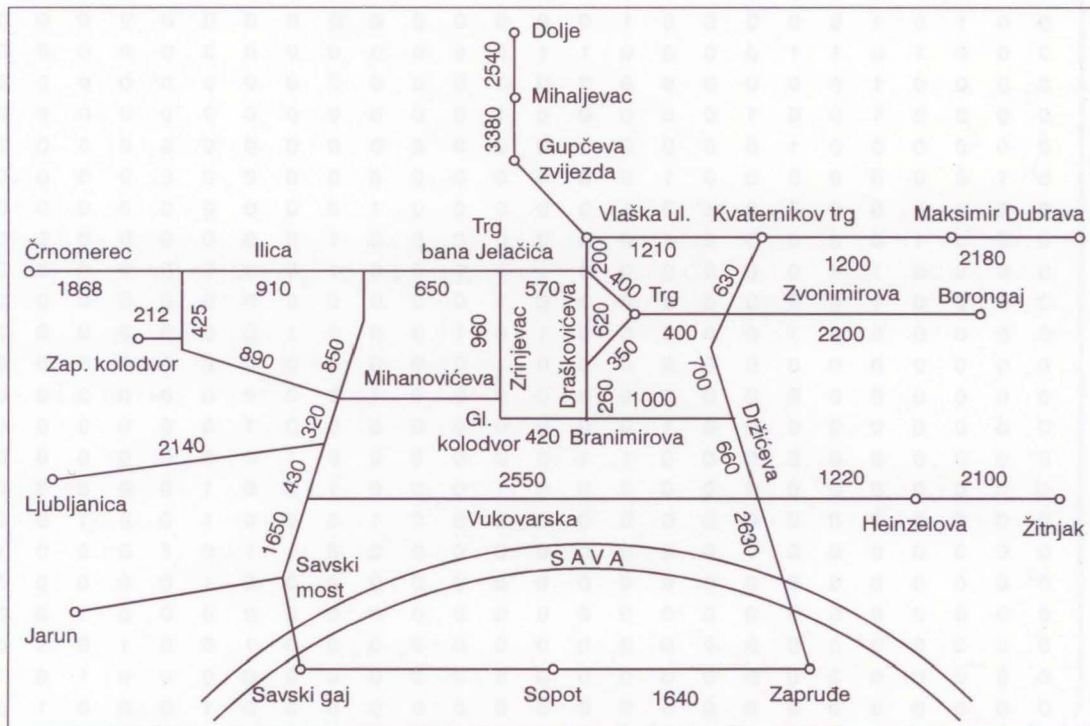 Dolje
2540
Mihaljevac
3380
Gupčeva
zvijezda
Vlaška ul.
Kvaternikov trg
Maksimir Dubrava
Trg
bana Jelačića
Ilica
Črnomerec
1868
910
650
570
200
1210
630
1200
2180
400
Trg
Zvonimirova
Borongaj
212
425
960
Zrinjevac
Draškovićeva
620
400
2200
Zap. kolodvor
890
850
Mihanovićeva
350
700
260
1000
Gl.
kolodvor
420
Branimirova
Držićeva
320
2140
660
Ljubljanica
430
2550
1220
2100
Vukovarska
Heinzelova
Žitnjak
1650
2630
SAVA
Savski
most
Jarun
Savski gaj
Sopot
1640
Zapruđe